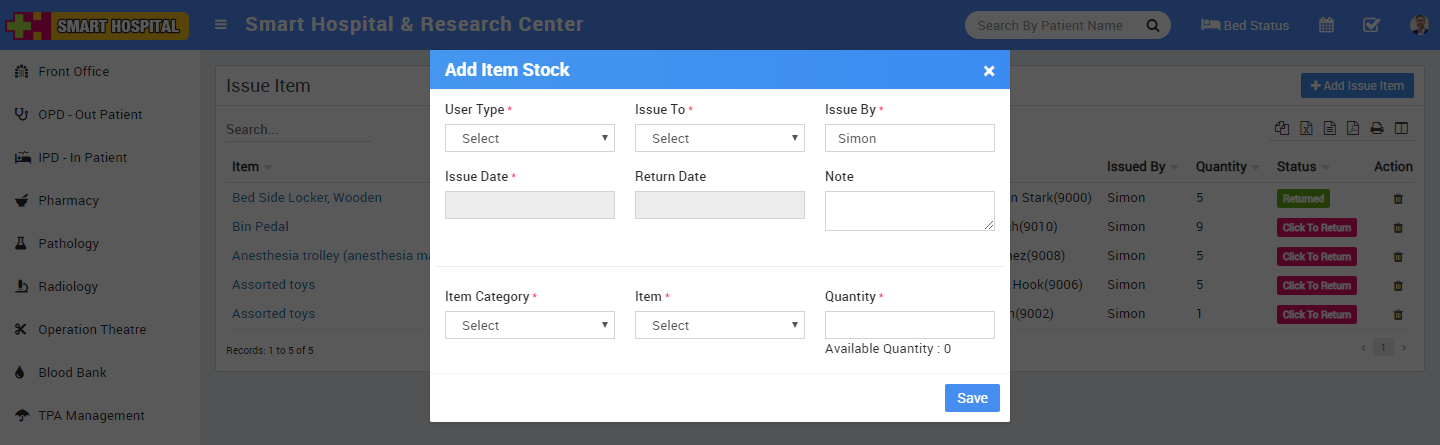 SMART HOSPITAL
Smart Hospital & Research Center
Search By Patient Name
Bed Status
Front Office
OPD - Out Patient
IPD - In Patient
Pharmacy
Pathology
Radiology
Operation Theatre
Blood Bank
TPA Management
Issue Item
Add Issue Item
Search...
Item Issued By Quantity Status Action
Bed Side Locker, Wooden n Stark(9000) Simon 5 Returned
Bin Pedal h(9010) Simon 9 Click To Return
Anesthesia trolley (anesthesia ma ez(9008) Simon 5 Click To Return
Assorted toys Hook(9006) Simon 5 Click To Return
Assorted toys (9002) Simon 1 Click To Return
Records: 1 to 5 of 5
1
Add Item Stock ×
User Type * Issue To * Issue By *
Select Select Simon
Issue Date * Return Date Note
Item Category * Item * Quantity *
Select Select
Available Quantity : 0
Save